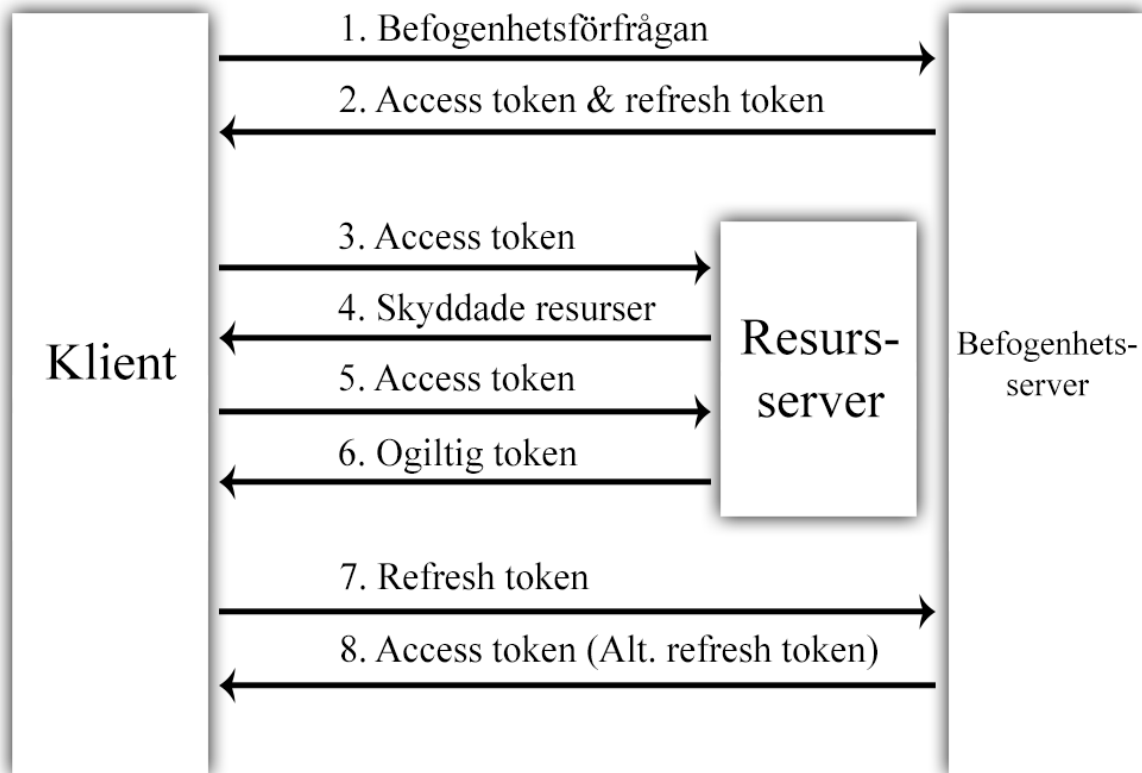 1. Befogenhetsförfrågan
2. Access token & refresh token
3. Access token
4. Skyddade resurser
5. Access token
6. Ogiltig token
7. Refresh token
8. Access token (Alt. refresh token)
Klient
Resurs-
server
Befogenhets-
server